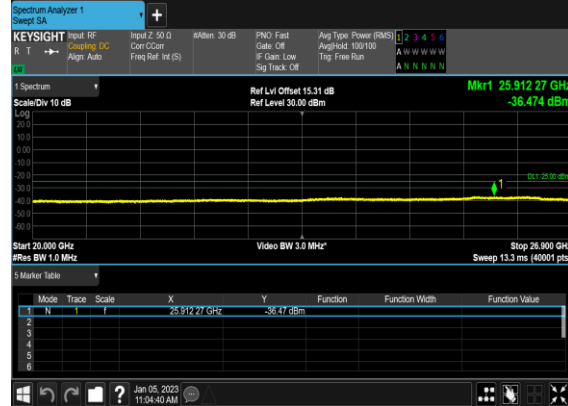 Spectrum Analyzer 1
Swept SA
+
KEYSIGHT Input: RF Input Z: 50 Ω #Atten: 30 dB PNO: Fast Avg Type: Power (RMS) 1 2 3 4 5 6
R T Coupling: DC Corr CCorr Gate: Off Avg|Hold: 100/100 A W W W W W
Align: Auto Freq Ref: Int (S) IF Gain: Low Trig: Free Run
Sig Track: Off A N N N N N
1 Spectrum Ref Lvl Offset 15.31 dB Mkr1 25.912 27 GHz
Scale/Div 10 dB Ref Level 30.00 dBm -36.474 dBm
Log
20.0
10.0
0.00
-10.0
-20.0
1 DL1 -25.00 dBm
-30.0
-40.0
-50.0
-60.0
Start 20.000 GHz Video BW 3.0 MHz* Stop 26.900 GHz
#Res BW 1.0 MHz Sweep 13.3 ms (40001 pts)
5 Marker Table
Mode Trace Scale X Y Function Function Width Function Value
1 N 1 f 25.912 27 GHz -36.47 dBm
2
3
4
5
6
? Jan 05, 2023
11:04:40 AM